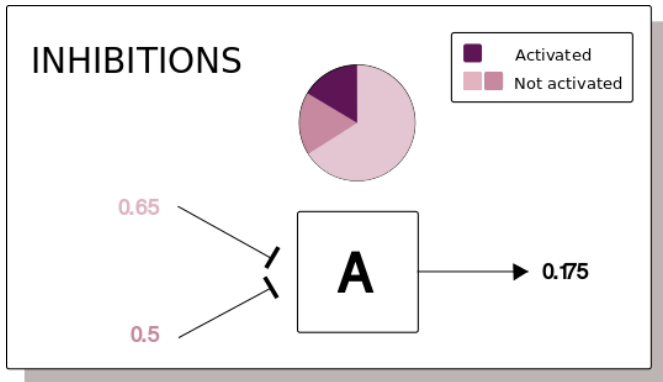 INHIBITIONS
Activated
Not activated
0.65
A
0.175
0.5